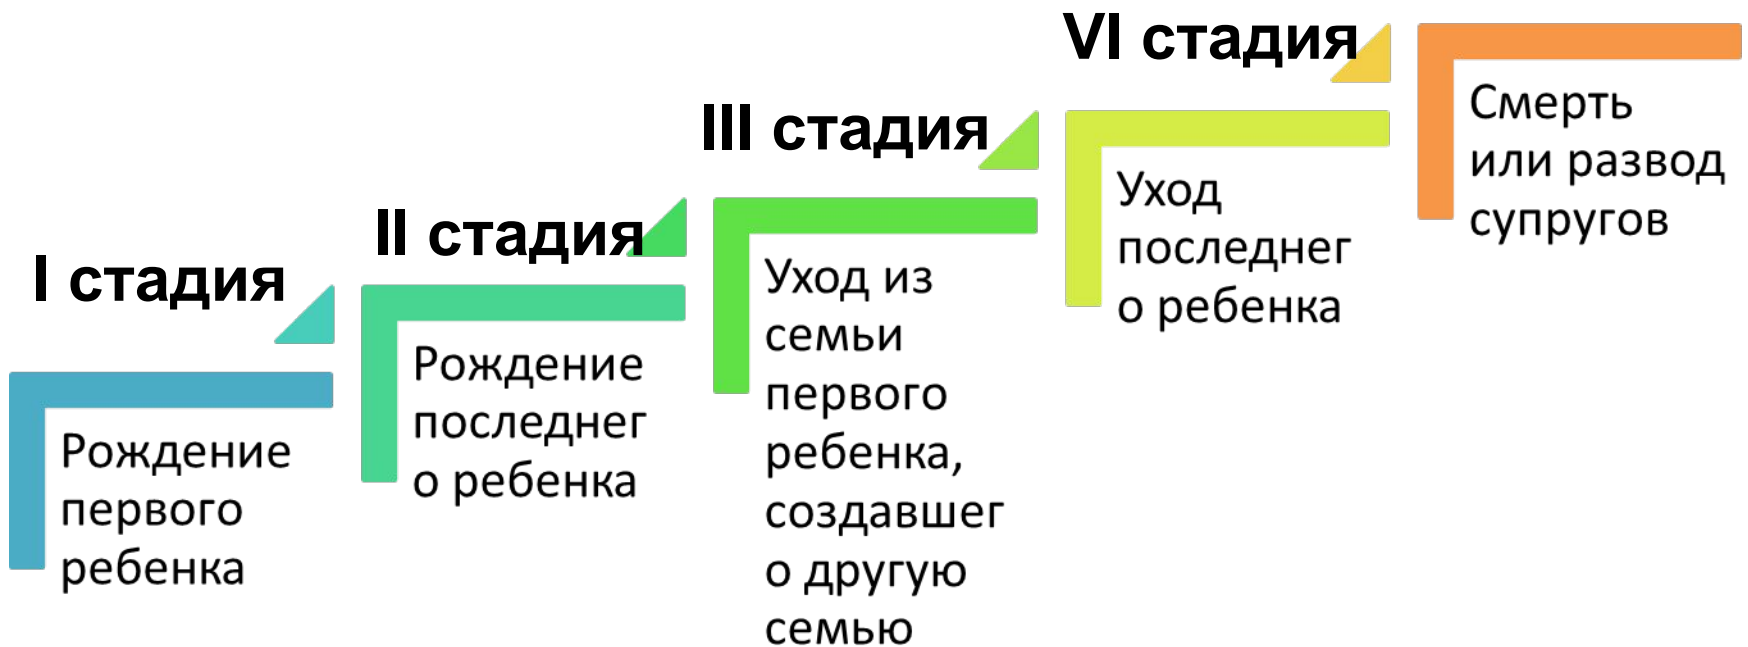 I стадия
Рождение
первого
ребенка
II стадия
Рождение
последнег
о ребенка
III стадия
Уход из
семьи
первого
ребенка,
создавшег
о другую
семью
VI стадия
Уход
последнег
о ребенка
Смерть
или развод
супругов